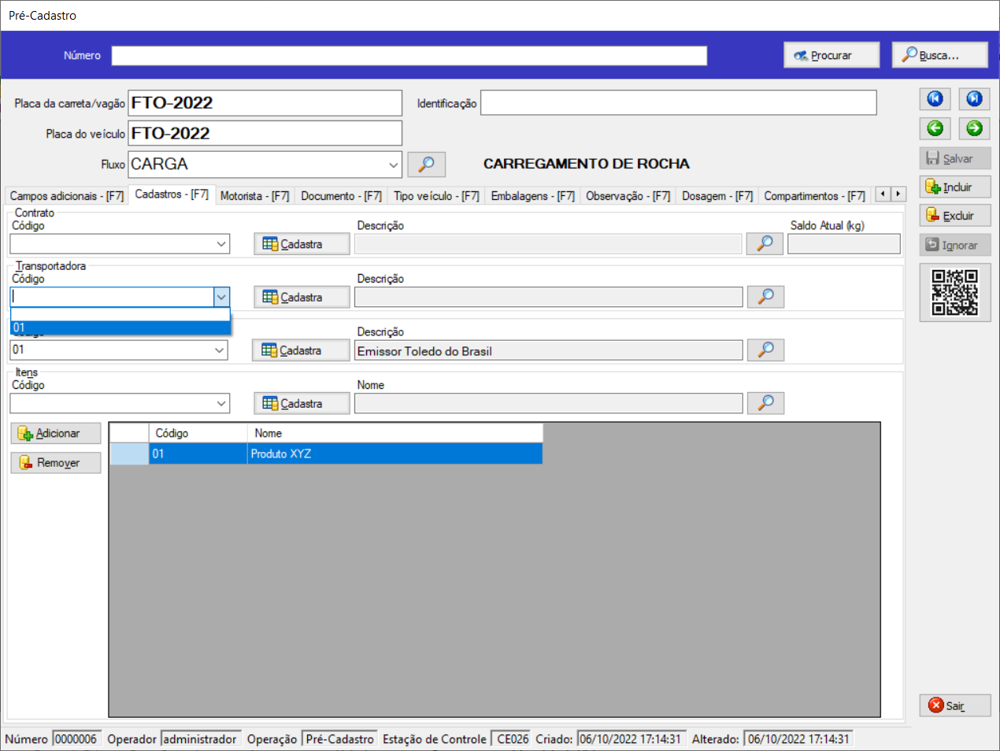 Pré-Cadastro
Número
Procurar
Busca...
Placa da carreta/vagão FTO-2022
Identificação
Placa do veículo FTO-2022
Fluxo CARGA
CARREGAMENTO DE ROCHA
Salvar
Incluir
Excluir
Ignorar
Campos adicionais - [F7] Cadastros - [F7] Motorista - [F7] Documento - [F7] Tipo veículo - [F7] Embalagens - [F7] Observação - [F7] Dosagem - [F7] Compartimentos - [F7]
Contrato
Código Descrição Saldo Atual (kg)
Cadastra
Transportadora
Código Descrição
Cadastra
01
Descrição
01 Cadastra Emissor Toledo do Brasil
Itens
Código Nome
Cadastra
Adicionar
Remover
Código Nome
01 Produto XYZ
Sair
Número 0000006 Operador administrador Operação Pré-Cadastro Estação de Controle CE026 Criado: 06/10/2022 17:14:31 Alterado: 06/10/2022 17:14:31